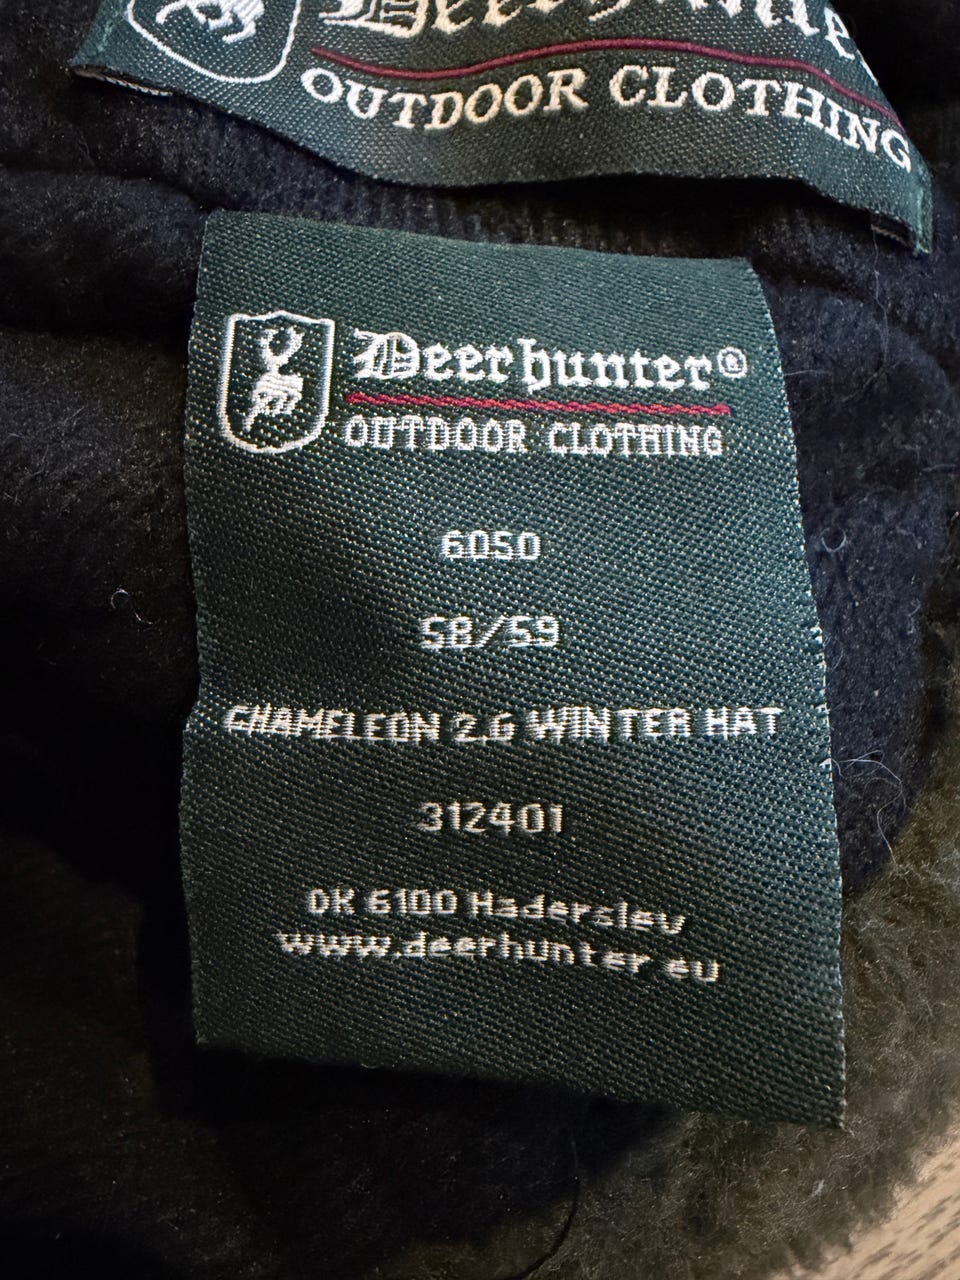 Deerhunter
OUTDOOR CLOTHING
Deerhunter®
OUTDOOR CLOTHING
6050
58/59
CHAMELEON 2.G WINTER HAT
312401
DK 6100 Haderslev
www.deerhunter.eu